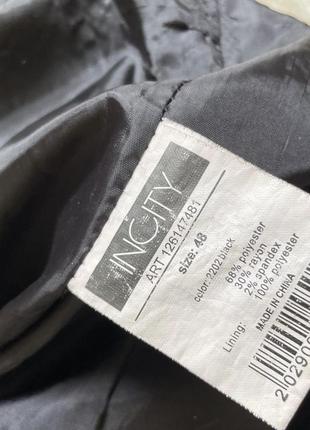 INCITY
ART 126147481
size: 48
color: 2202 black
68% polyester
30% rayon
2% spandex
Lining: 100% polyester
MADE IN CHINA